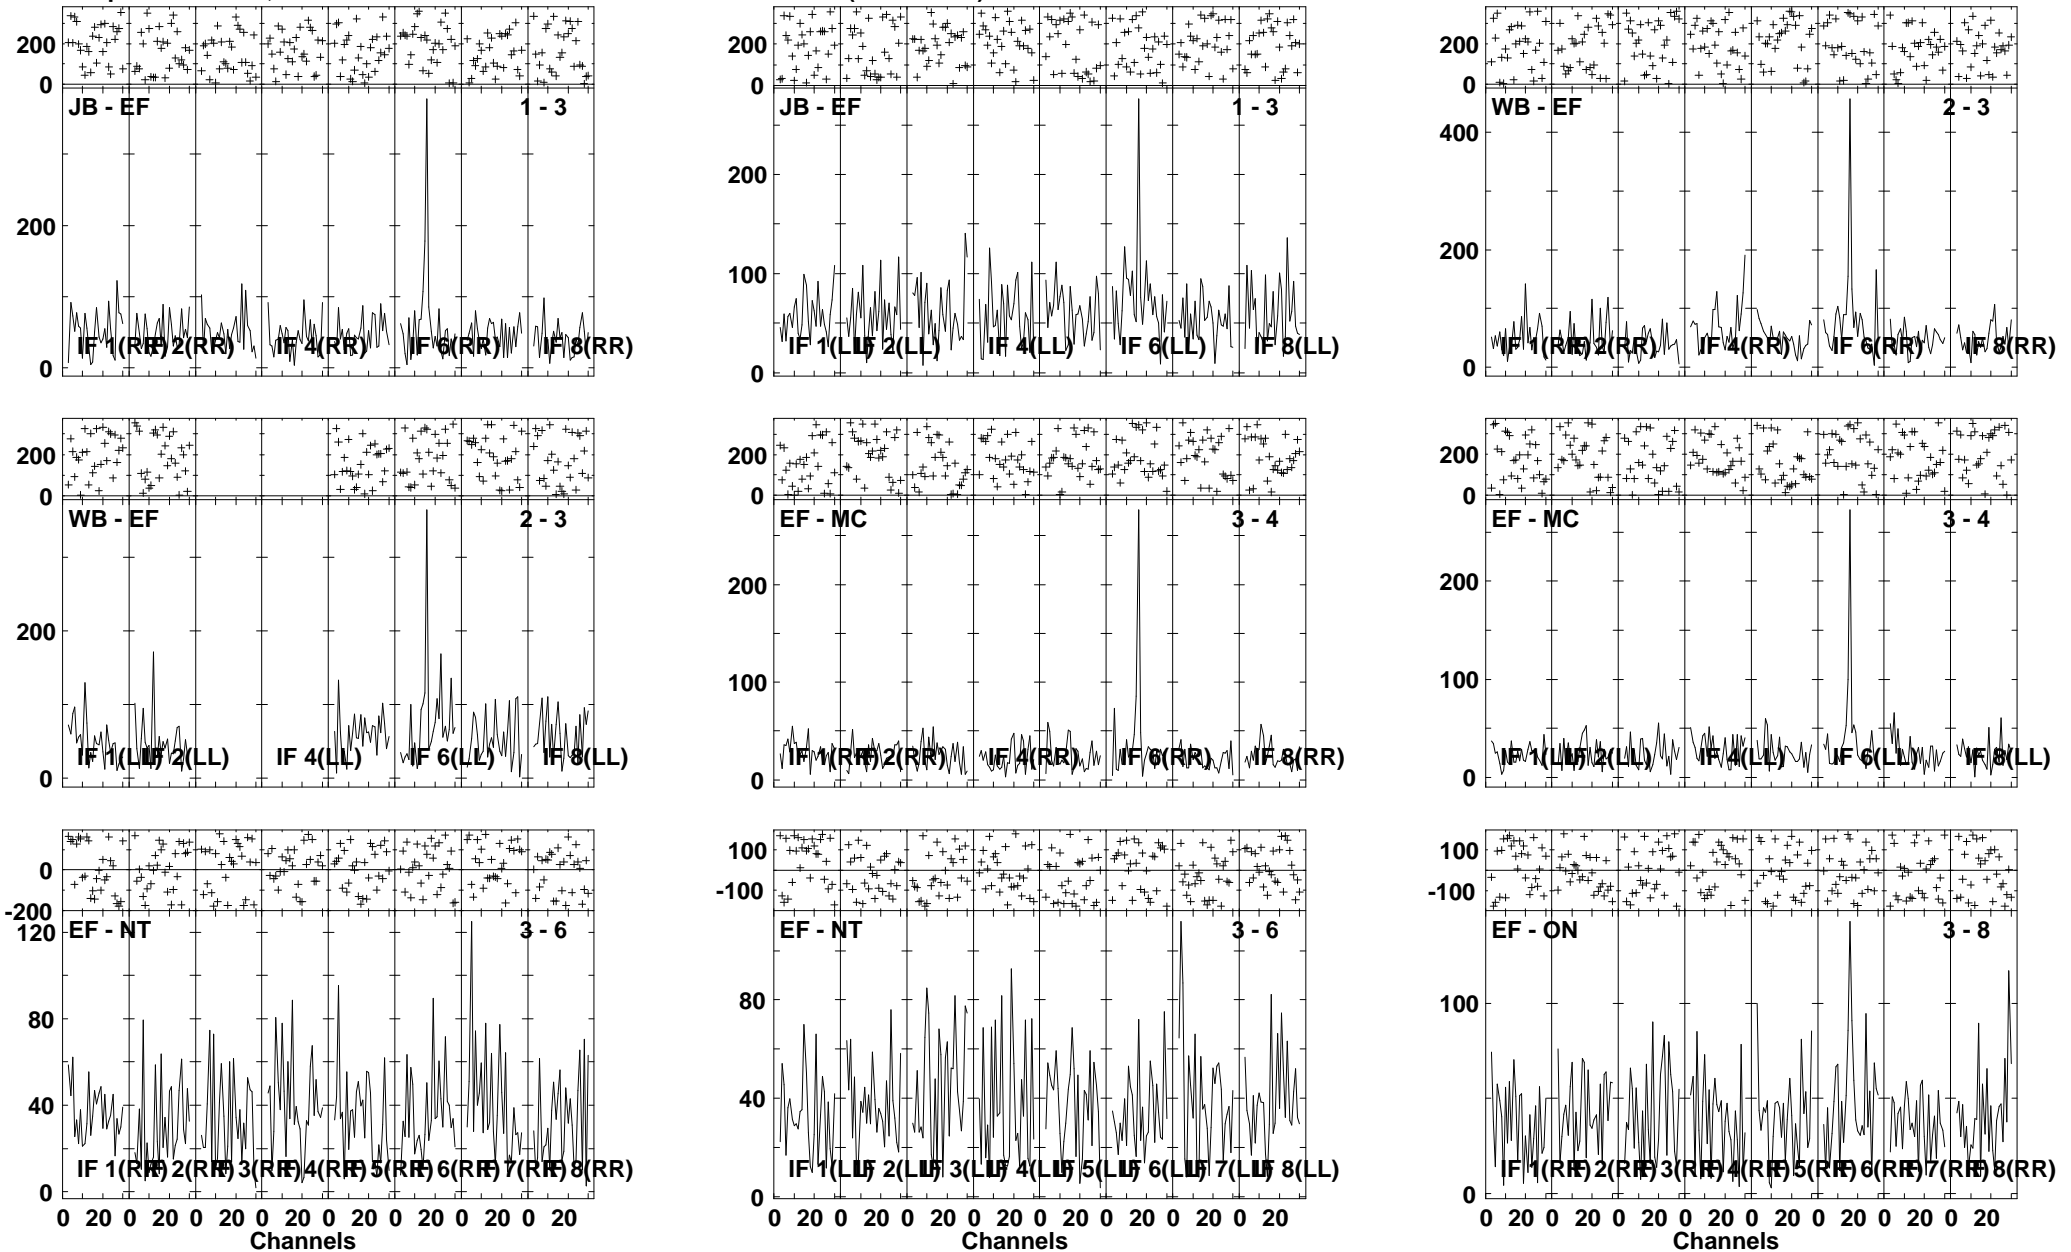 200 200 200
0 0 0
JB - EF 1 - 3 JB - EF 1 - 3 WB - EF 2 - 3
400
200 200 200
100
IF 1(RR) IF 2(RR) IF 4(RR) IF 6(RR) IF 8(RR) IF 1(LL) IF 2(LL) IF 4(LL) IF 6(LL) IF 8(LL) IF 1(RR) IF 2(RR) IF 4(RR) IF 6(RR) IF 8(RR)
0 0 0
200 200 200
0 0 0
WB - EF 2 - 3 EF - MC 3 - 4 EF - MC 3 - 4
200 200 200
100 100
IF 1(LL) IF 2(LL) IF 4(LL) IF 6(LL) IF 8(LL) IF 1(RR) IF 2(RR) IF 4(RR) IF 6(RR) IF 8(RR) IF 1(LL) IF 2(LL) IF 4(LL) IF 6(LL) IF 8(LL)
0 0 0
0 100 100
-200 -100 -100
120
EF - NT 3 - 6 EF - NT 3 - 6 EF - ON 3 - 8
80 80 100
40 40
IF 1(RR) IF 2(RR) IF 3(RR) IF 4(RR) IF 5(RR) IF 6(RR) IF 7(RR) IF 8(RR) IF 1(LL) IF 2(LL) IF 3(LL) IF 4(LL) IF 5(LL) IF 6(LL) IF 7(LL) IF 8(LL) IF 1(RR) IF 2(RR) IF 3(RR) IF 4(RR) IF 5(RR) IF 6(RR) IF 7(RR) IF 8(RR)
0 0 0
0 20 0 20 0 20 0 20 0 20 0 20 0 20 0 20 0 20 0 20 0 20 0 20 0 20 0 20 0 20 0 20 0 20 0 20 0 20 0 20 0 20 0 20 0 20 0 20
Channels Channels